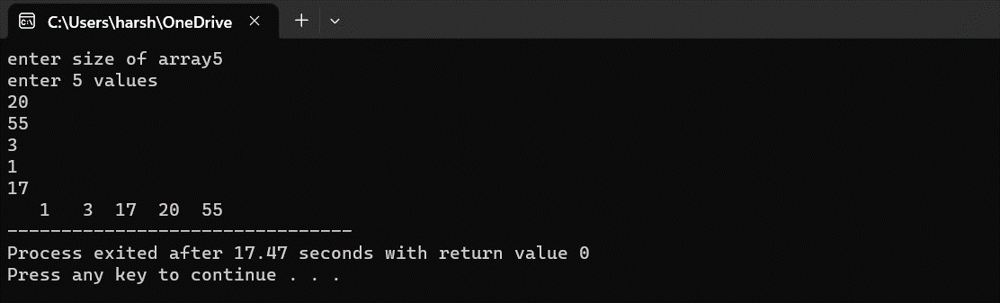 C:\Users\harsh\OneDrive
enter size of array5
enter 5 values
20
55
3
1
17
   1   3  17  20  55
--------------------------------
Process exited after 17.47 seconds with return value 0
Press any key to continue . . .